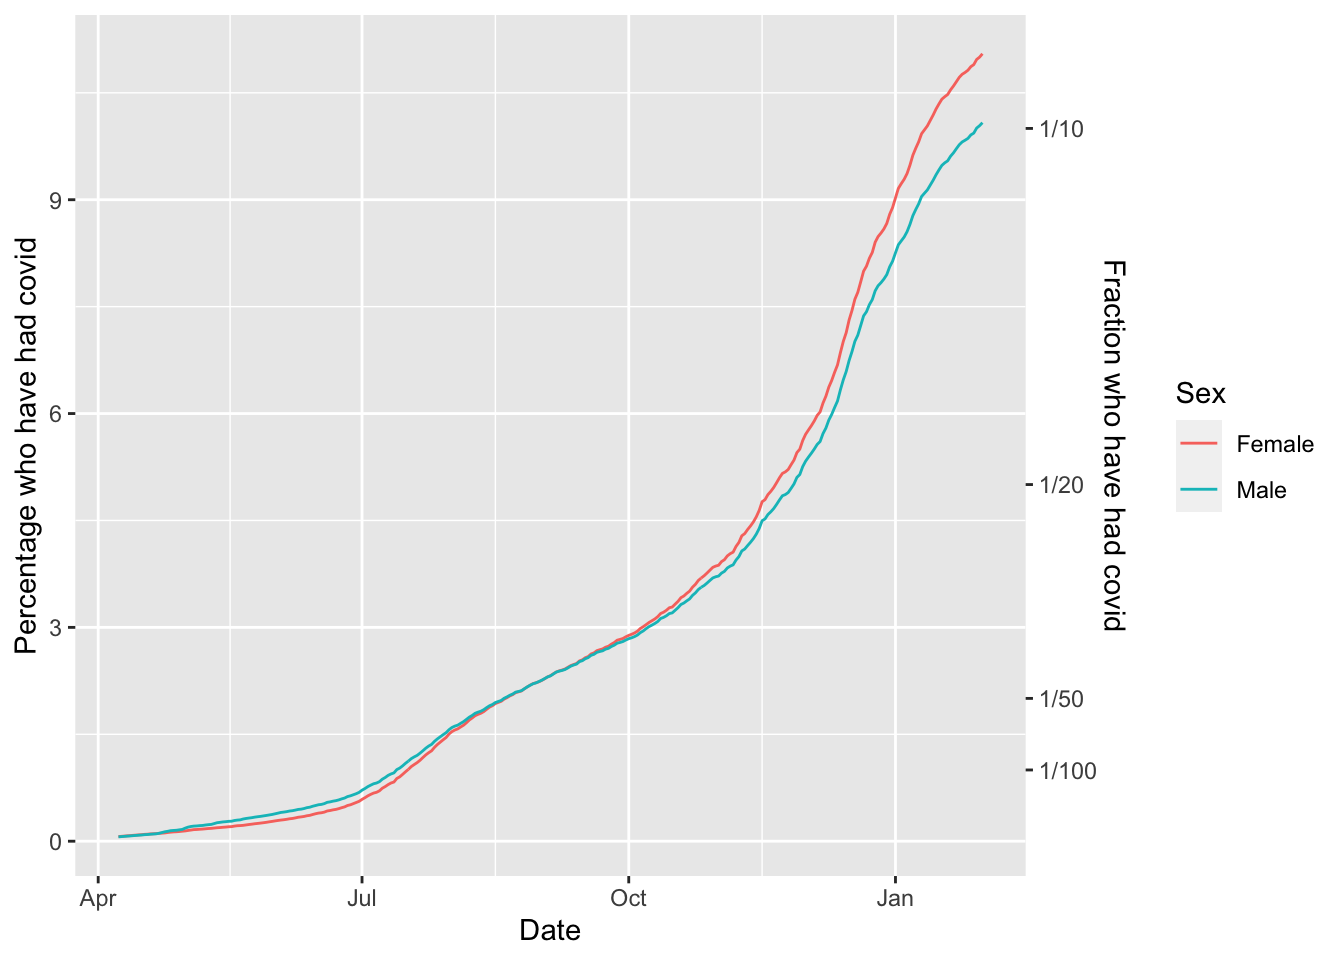 Percentage who have had covid
9
6
3
0
Apr
Jul
Oct
Jan
Date
1/10
1/20
1/50
1/100
Fraction who have had covid
Sex
Female
Male